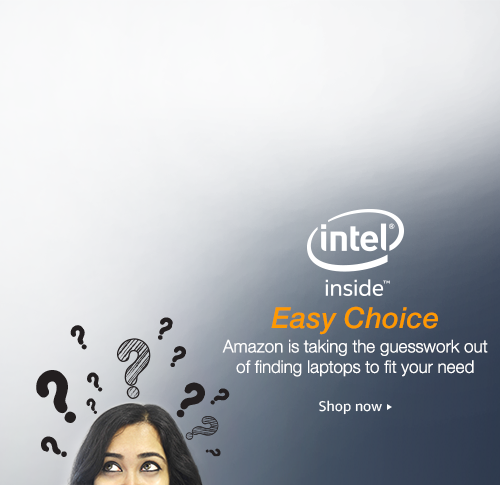 intel®
inside™
Easy Choice
Amazon is taking the guesswork out
of finding laptops to fit your need
Shop now